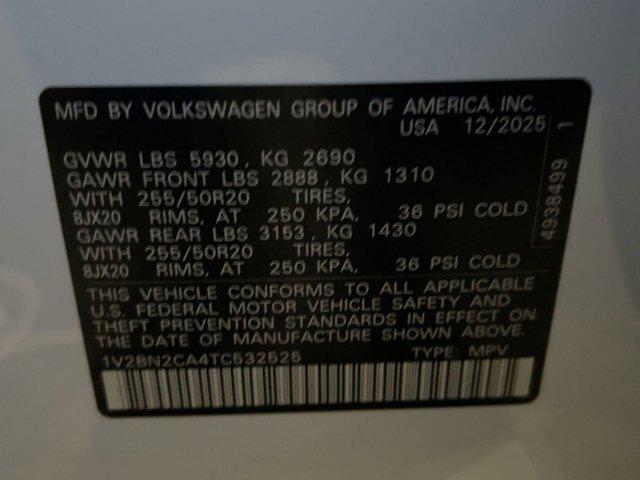 MFD BY VOLKSWAGEN GROUP OF AMERICA, INC.
USA 12/2025
GVWR LBS 5930, KG 2690
GAWR FRONT LBS 2888, KG 1310
WITH 255/50R20 TIRES,
8JX20 RIMS, AT 250 KPA, 36 PSI COLD
GAWR REAR LBS 3153, KG 1430
WITH 255/50R20 TIRES,
8JX20 RIMS, AT 250 KPA, 36 PSI COLD
THIS VEHICLE CONFORMS TO ALL APPLICABLE
U.S. FEDERAL MOTOR VEHICLE SAFETY AND
THEFT PREVENTION STANDARDS IN EFFECT ON
THE DATE OF MANUFACTURE SHOWN ABOVE.
1V2BN2CA4TC532525 TYPE: MPV
4938499 1